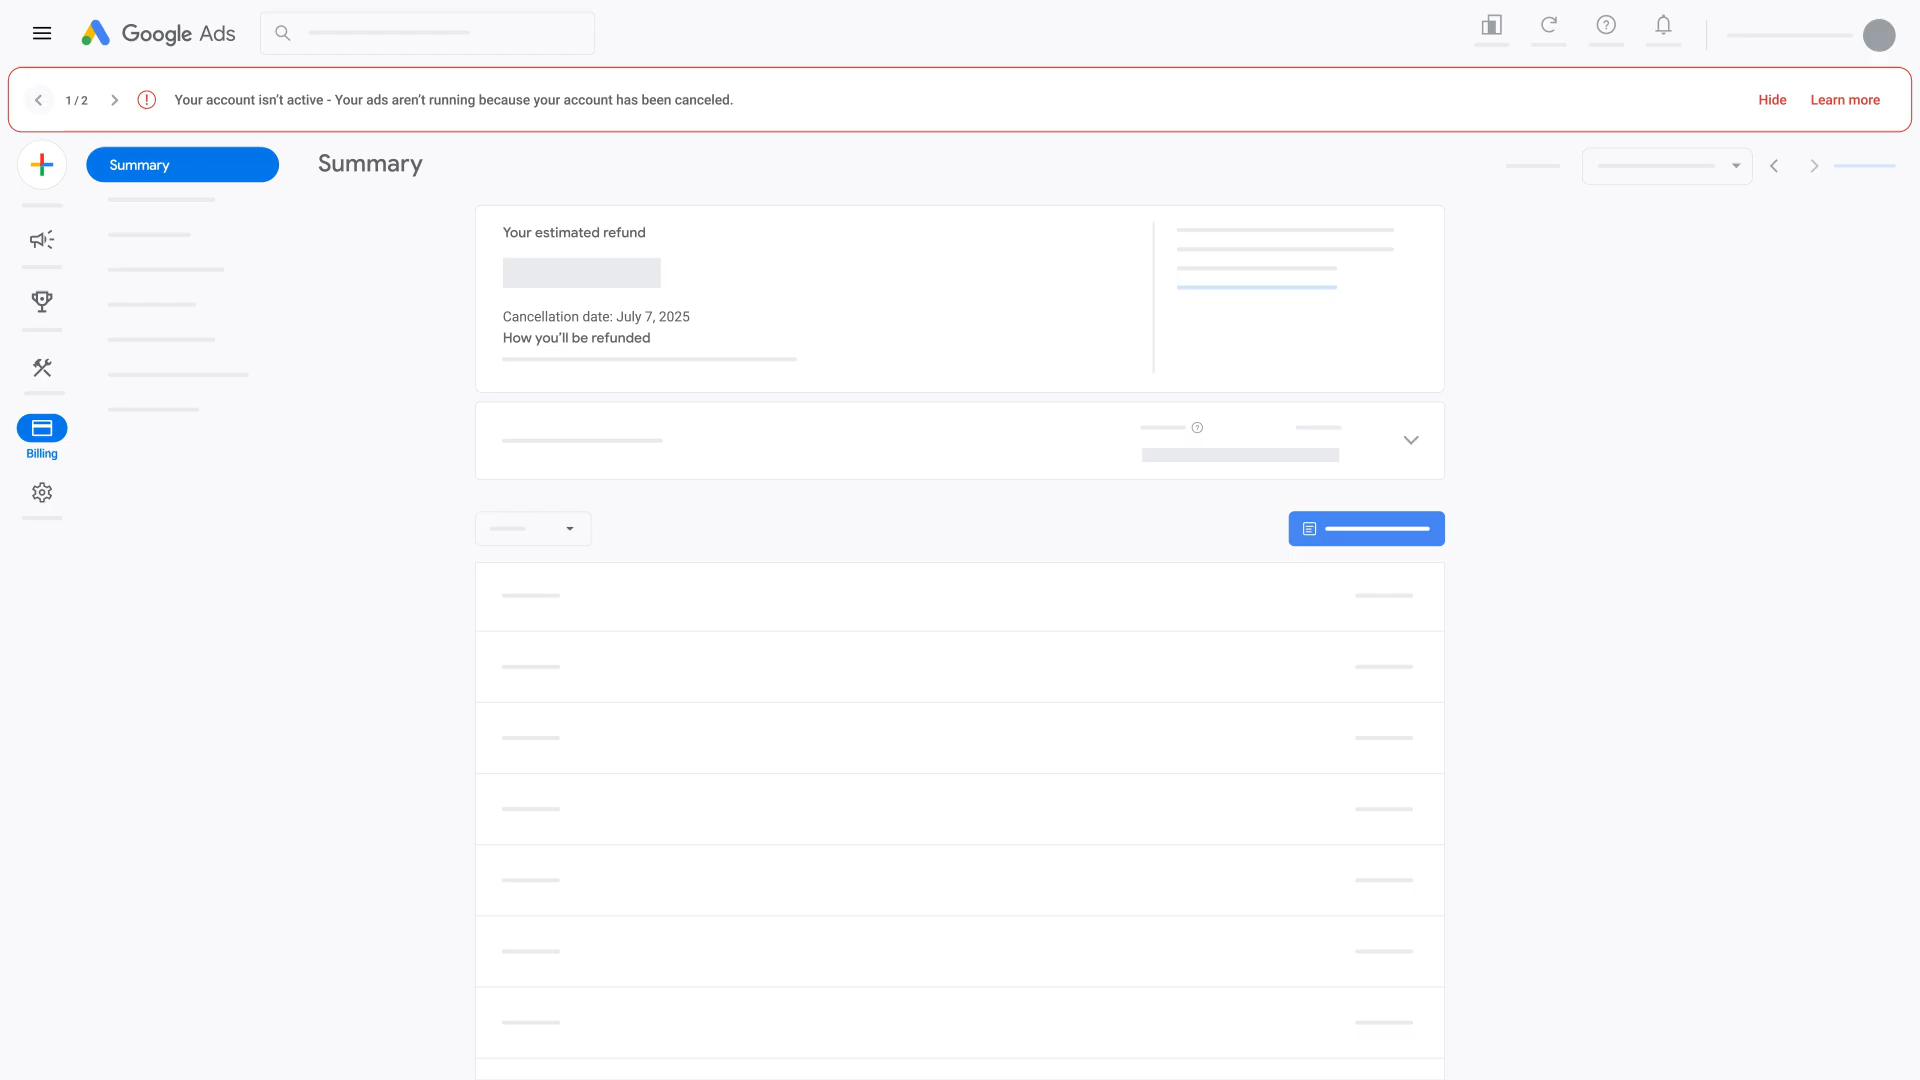 Google Ads
1 / 2
Your account isn’t active - Your ads aren’t running because your account has been canceled.
Hide
Learn more
Summary
Summary
Your estimated refund
Cancellation date: July 7, 2025
How you’ll be refunded
Billing